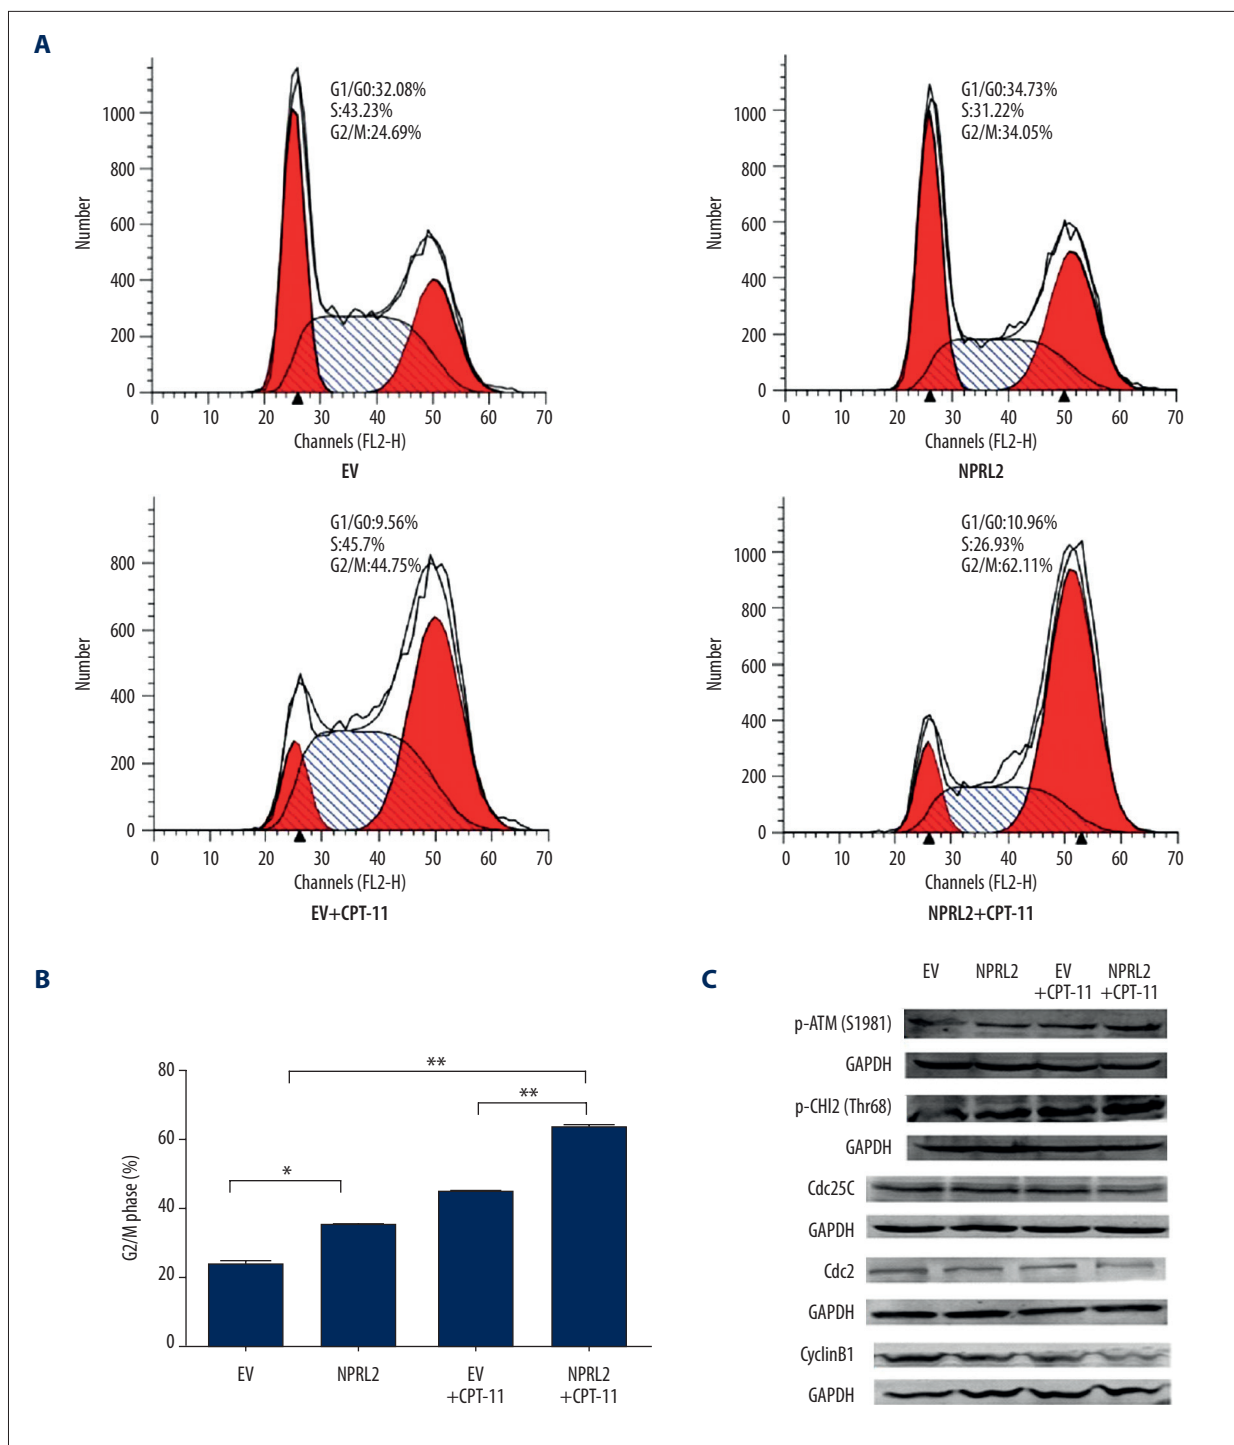 A
G1/G0:32.08%
S:43.23%
G2/M:24.69%
Number
1000
800
600
400
200
0
0 10 20 30 40 50 60 70
Channels (FL2-H)
EV
G1/G0:34.73%
S:31.22%
G2/M:34.05%
Number
1000
800
600
400
200
0
0 10 20 30 40 50 60 70
Channels (FL2-H)
NPRL2
G1/G0:9.56%
S:45.7%
G2/M:44.75%
Number
800
600
400
200
0
0 10 20 30 40 50 60 70
Channels (FL2-H)
EV+CPT-11
G1/G0:10.96%
S:26.93%
G2/M:62.11%
Number
1000
800
600
400
200
0
0 10 20 30 40 50 60 70
Channels (FL2-H)
NPRL2+CPT-11
B
G2/M phase (%)
80
60
40
20
0
*
**
**
EV
NPRL2
EV
+CPT-11
NPRL2
+CPT-11
C
EV NPRL2 EV NPRL2
+CPT-11 +CPT-11
p-ATM (S1981)
GAPDH
p-CHI2 (Thr68)
GAPDH
Cdc25C
GAPDH
Cdc2
GAPDH
CyclinB1
GAPDH